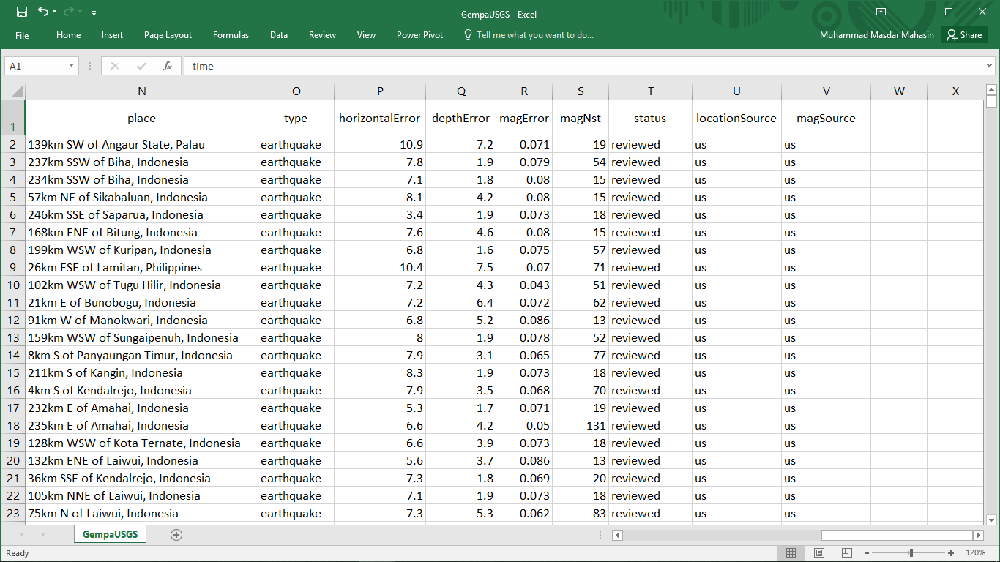 GempaUSGS - Excel
File Home Insert Page Layout Formulas Data Review View Power Pivot Tell me what you want to do... Muhammad Masdar Mahasin Share
A1 fx time
N O P Q R S T U V W X
1 place type horizontalError depthError magError magNst status locationSource magSource
2 139km SW of Angaur State, Palau earthquake 10.9 7.2 0.071 19 reviewed us us
3 237km SSW of Biha, Indonesia earthquake 7.8 1.9 0.079 54 reviewed us us
4 234km SSW of Biha, Indonesia earthquake 7.1 1.8 0.08 15 reviewed us us
5 57km NE of Sikabaluan, Indonesia earthquake 8.1 4.2 0.08 15 reviewed us us
6 246km SSE of Saparua, Indonesia earthquake 3.4 1.9 0.073 18 reviewed us us
7 168km ENE of Bitung, Indonesia earthquake 7.6 4.6 0.08 15 reviewed us us
8 199km WSW of Kuripan, Indonesia earthquake 6.8 1.6 0.075 57 reviewed us us
9 26km ESE of Lamitan, Philippines earthquake 10.4 7.5 0.07 71 reviewed us us
10 102km WSW of Tugu Hilir, Indonesia earthquake 7.2 4.3 0.043 51 reviewed us us
11 21km E of Bunobogu, Indonesia earthquake 7.2 6.4 0.072 62 reviewed us us
12 91km W of Manokwari, Indonesia earthquake 6.8 5.2 0.086 13 reviewed us us
13 159km WSW of Sungaipenuh, Indonesia earthquake 8 1.9 0.078 52 reviewed us us
14 8km S of Panyaungan Timur, Indonesia earthquake 7.9 3.1 0.065 77 reviewed us us
15 211km S of Kangin, Indonesia earthquake 8.3 1.9 0.073 18 reviewed us us
16 4km S of Kendalrejo, Indonesia earthquake 7.9 3.5 0.068 70 reviewed us us
17 232km E of Amahai, Indonesia earthquake 5.3 1.7 0.071 19 reviewed us us
18 235km E of Amahai, Indonesia earthquake 6.6 4.2 0.05 131 reviewed us us
19 128km WSW of Kota Ternate, Indonesia earthquake 6.6 3.9 0.073 18 reviewed us us
20 132km ENE of Laiwui, Indonesia earthquake 5.6 3.7 0.086 13 reviewed us us
21 36km SSE of Kendalrejo, Indonesia earthquake 7.3 1.8 0.069 20 reviewed us us
22 105km NNE of Laiwui, Indonesia earthquake 7.1 1.9 0.073 18 reviewed us us
23 75km N of Laiwui, Indonesia earthquake 7.3 5.3 0.062 83 reviewed us us
GempaUSGS
Ready 120%